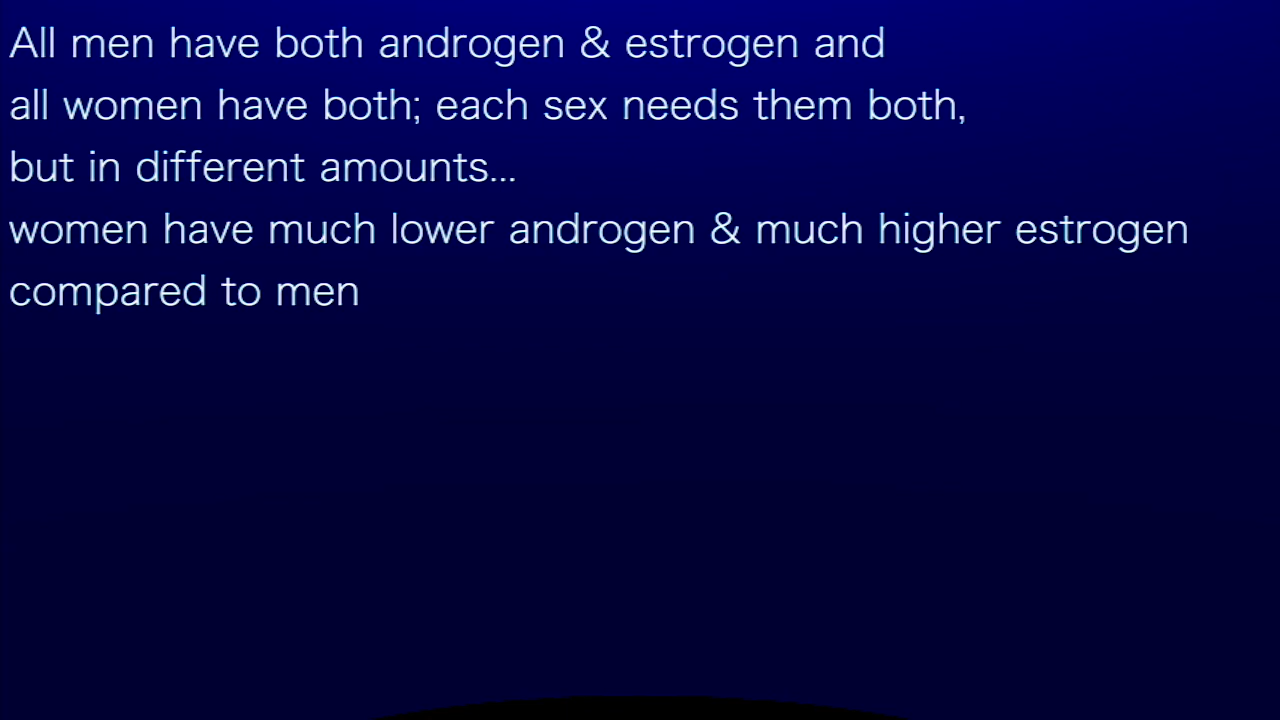 All men have both androgen & estrogen and
all women have both; each sex needs them both,
but in different amounts...
women have much lower androgen & much higher estrogen
compared to men